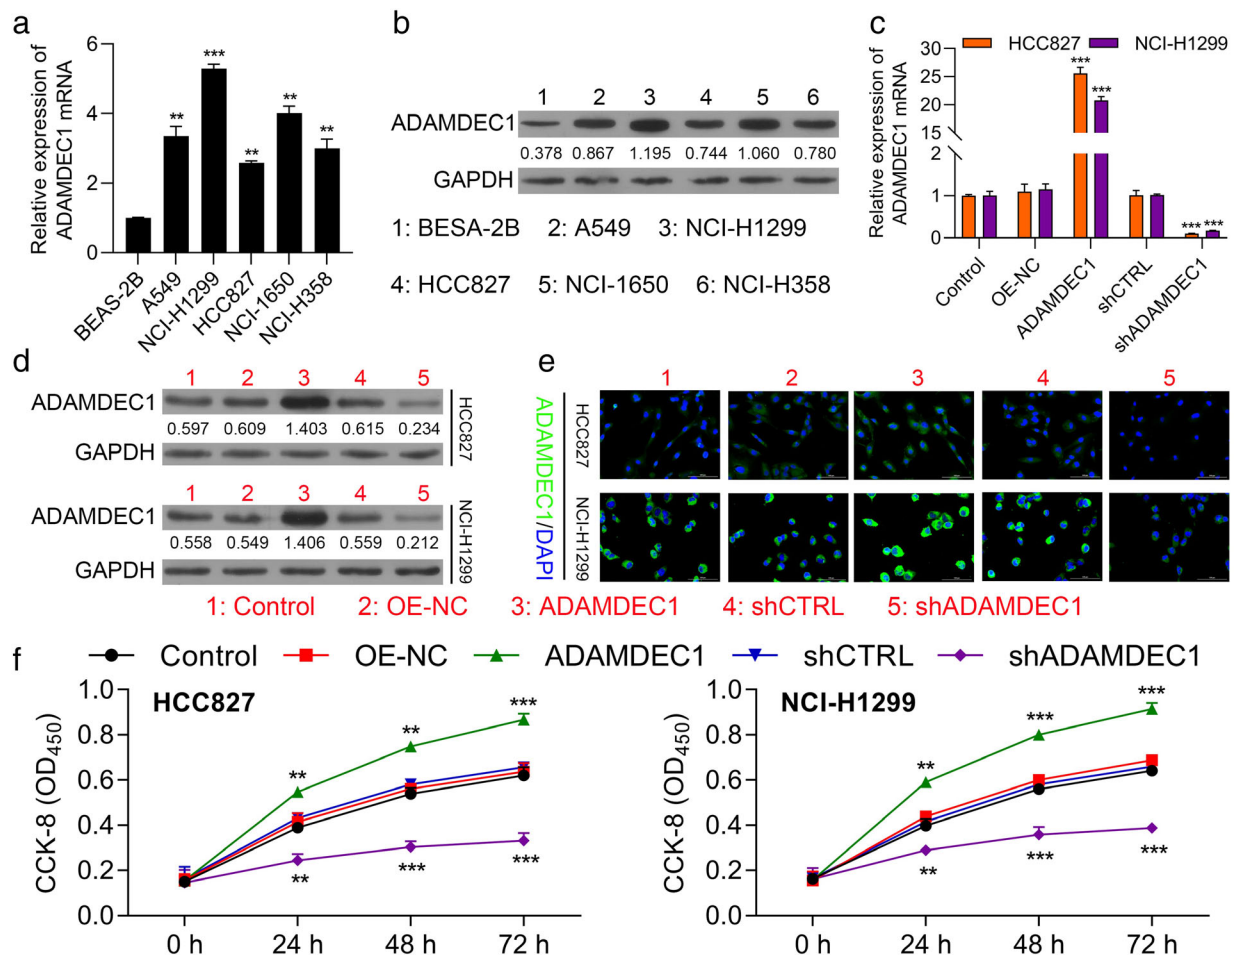 a
Relative expression of
ADAMDEC1 mRNA
6
4
2
0
**
***
**
**
**
BEAS-2B
A549
NCI-H1299
HCC827
NCI-1650
NCI-H358
b
1 2 3 4 5 6
ADAMDEC1
0.378 0.867 1.195 0.744 1.060 0.780
GAPDH
1: BESA-2B 2: A549 3: NCI-H1299
4: HCC827 5: NCI-1650 6: NCI-H358
c
HCC827 NCI-H1299
Relative expression of
ADAMDEC1 mRNA
30
25
20
15
2
1
0
***
***
*** ***
Control
OE-NC
ADAMDEC1
shCTRL
shADAMDEC1
d
1 2 3 4 5
ADAMDEC1
0.597 0.609 1.403 0.615 0.234
GAPDH
HCC827
1 2 3 4 5
ADAMDEC1
0.558 0.549 1.406 0.559 0.212
GAPDH
NCI-H1299
e
1 2 3 4 5
ADAMDEC1/DAPI
HCC827
NCI-H1299
1: Control 2: OE-NC 3: ADAMDEC1 4: shCTRL 5: shADAMDEC1
f
Control OE-NC ADAMDEC1 shCTRL shADAMDEC1
HCC827
CCK-8 (OD450)
1.0
0.8
0.6
0.4
0.2
0.0
**
**
***
**
***
***
0 h 24 h 48 h 72 h
NCI-H1299
CCK-8 (OD450)
1.0
0.8
0.6
0.4
0.2
0.0
**
***
***
**
***
***
0 h 24 h 48 h 72 h